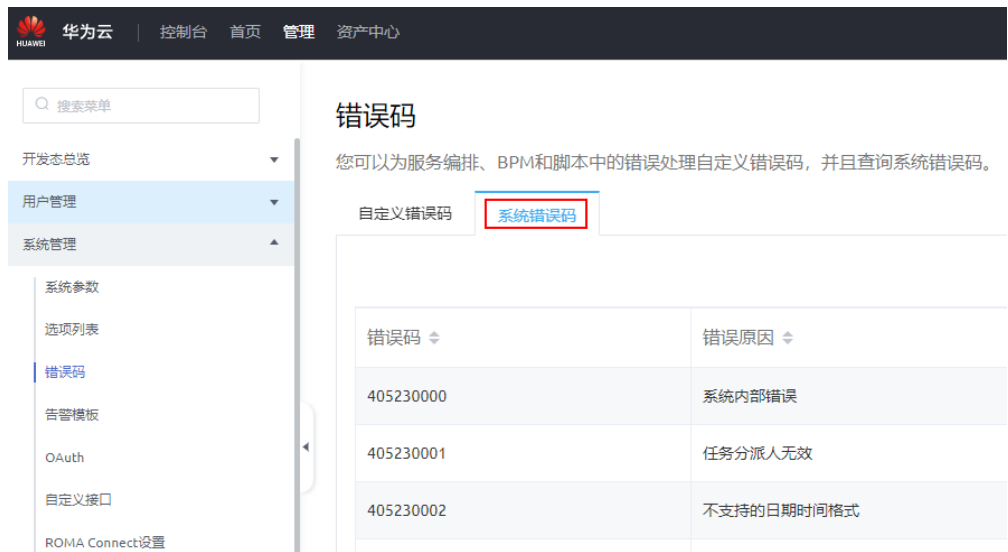 HUAWEI 华为云 控制台 首页 管理 资产中心
搜索菜单
开发态总览
用户管理
系统管理
系统参数
选项列表
错误码
告警模板
OAuth
自定义接口
ROMA Connect设置
错误码
您可以为服务编排、BPM和脚本中的错误处理自定义错误码，并且查询系统错误码。
自定义错误码 系统错误码
错误码 错误原因
405230000 系统内部错误
405230001 任务分派人无效
405230002 不支持的日期时间格式